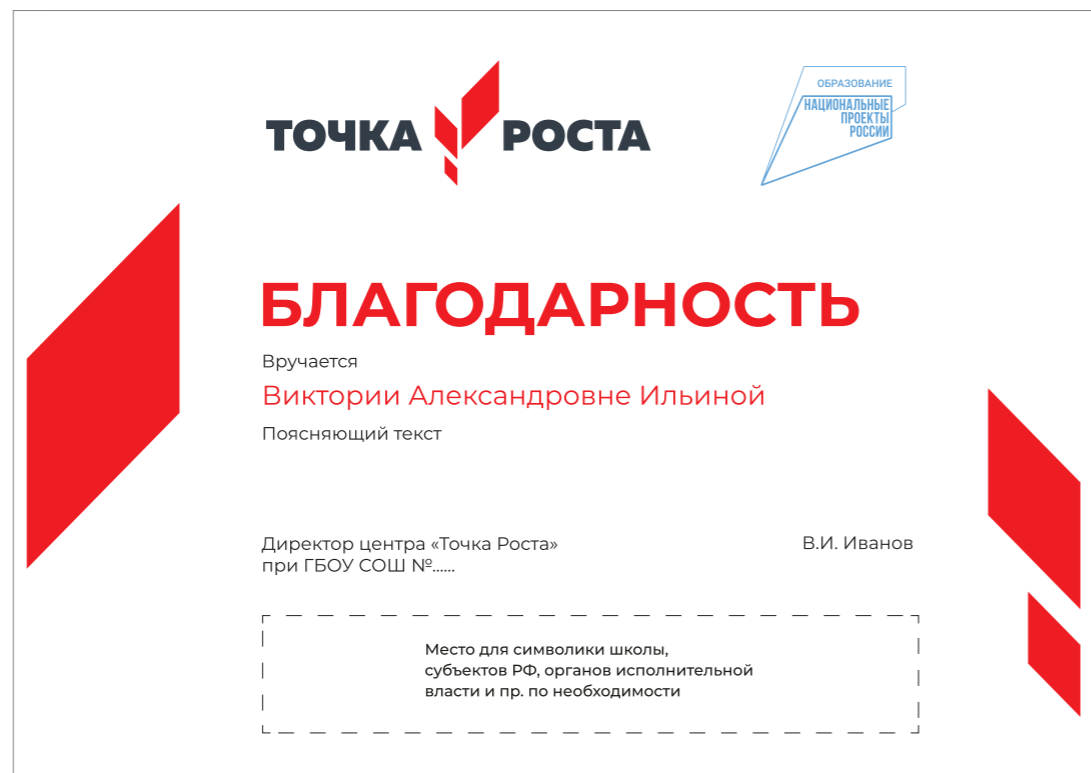 ТОЧКА РОСТА
ОБРАЗОВАНИЕ
НАЦИОНАЛЬНЫЕ
ПРОЕКТЫ
РОССИИ
БЛАГОДАРНОСТЬ
Вручается
Виктории Александровне Ильиной
Поясняющий текст
Директор центра «Точка Роста»
при ГБОУ СОШ №......
В.И. Иванов
Место для символики школы,
субъектов РФ, органов исполнительной
власти и пр. по необходимости